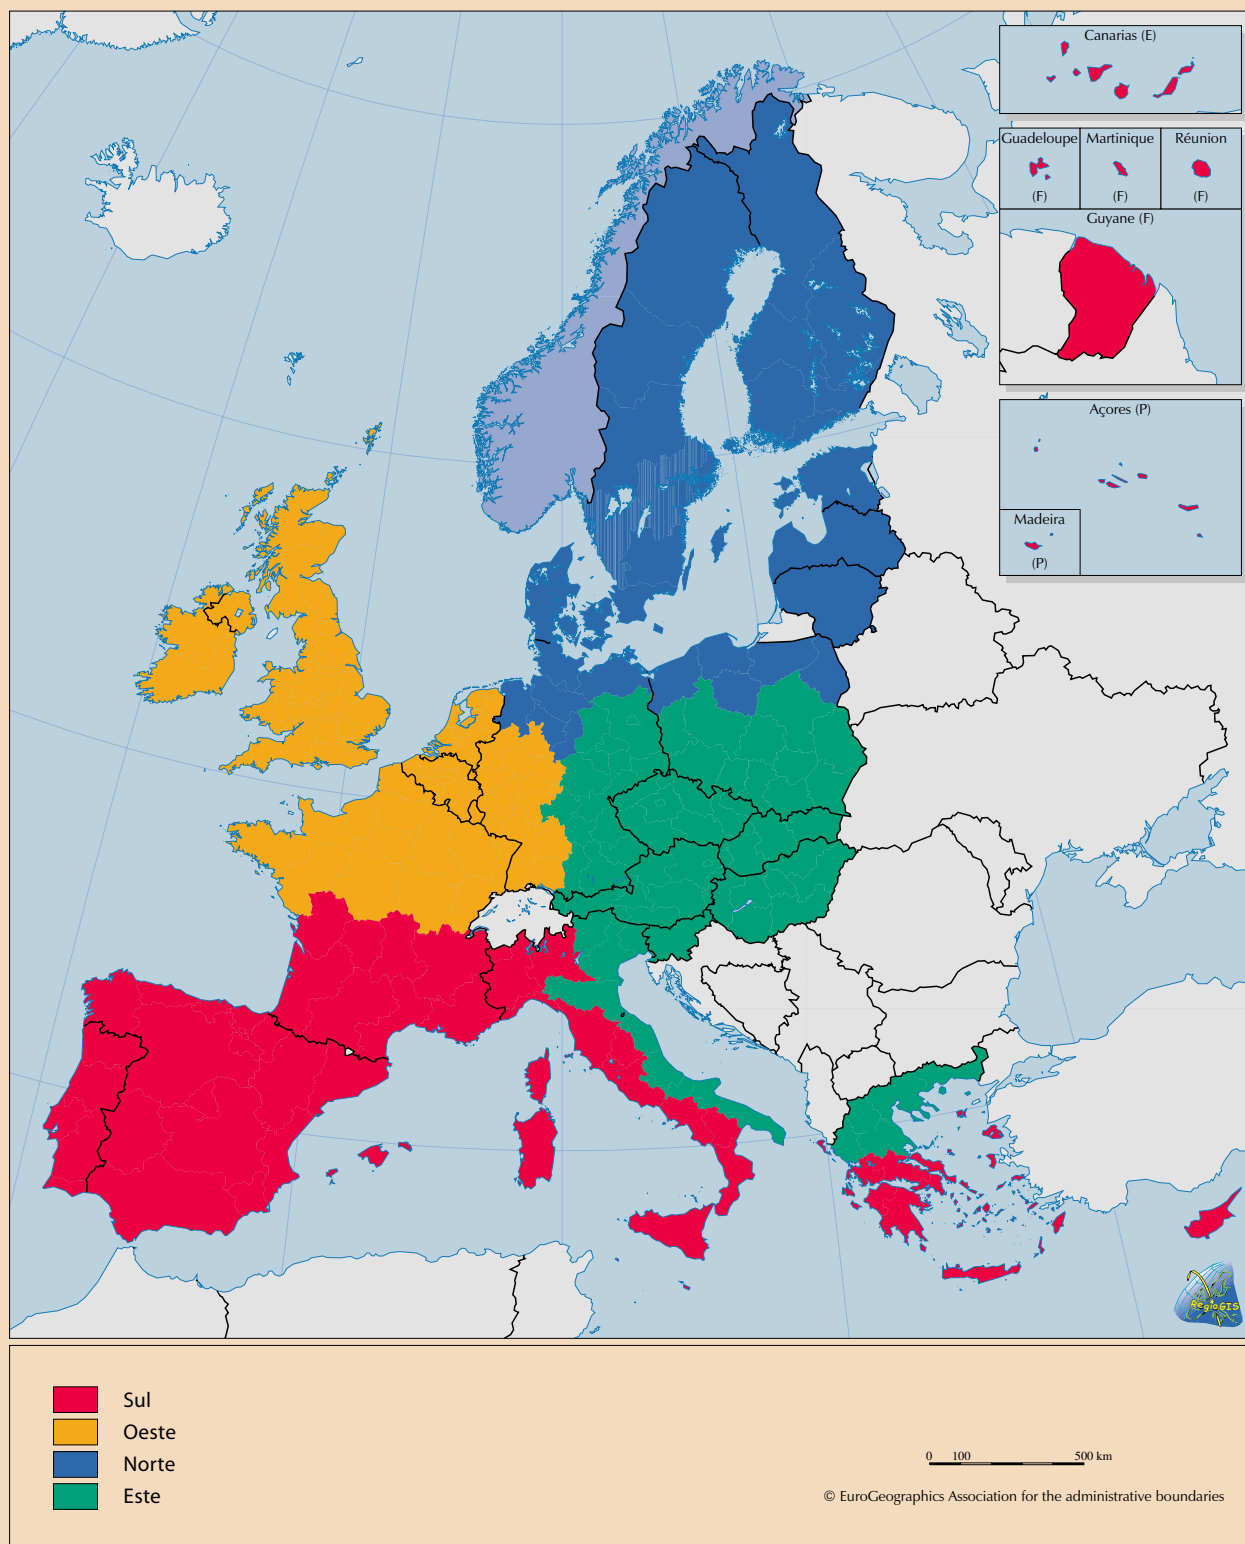 Canarias (E)
Guadeloupe Martinique Réunion
(F) (F) (F)
Guyane (F)
Açores (P)
Madeira
(P)
RegioGIS
Sul
Oeste
Norte
Este
0 100 500 km
© EuroGeographics Association for the administrative boundaries